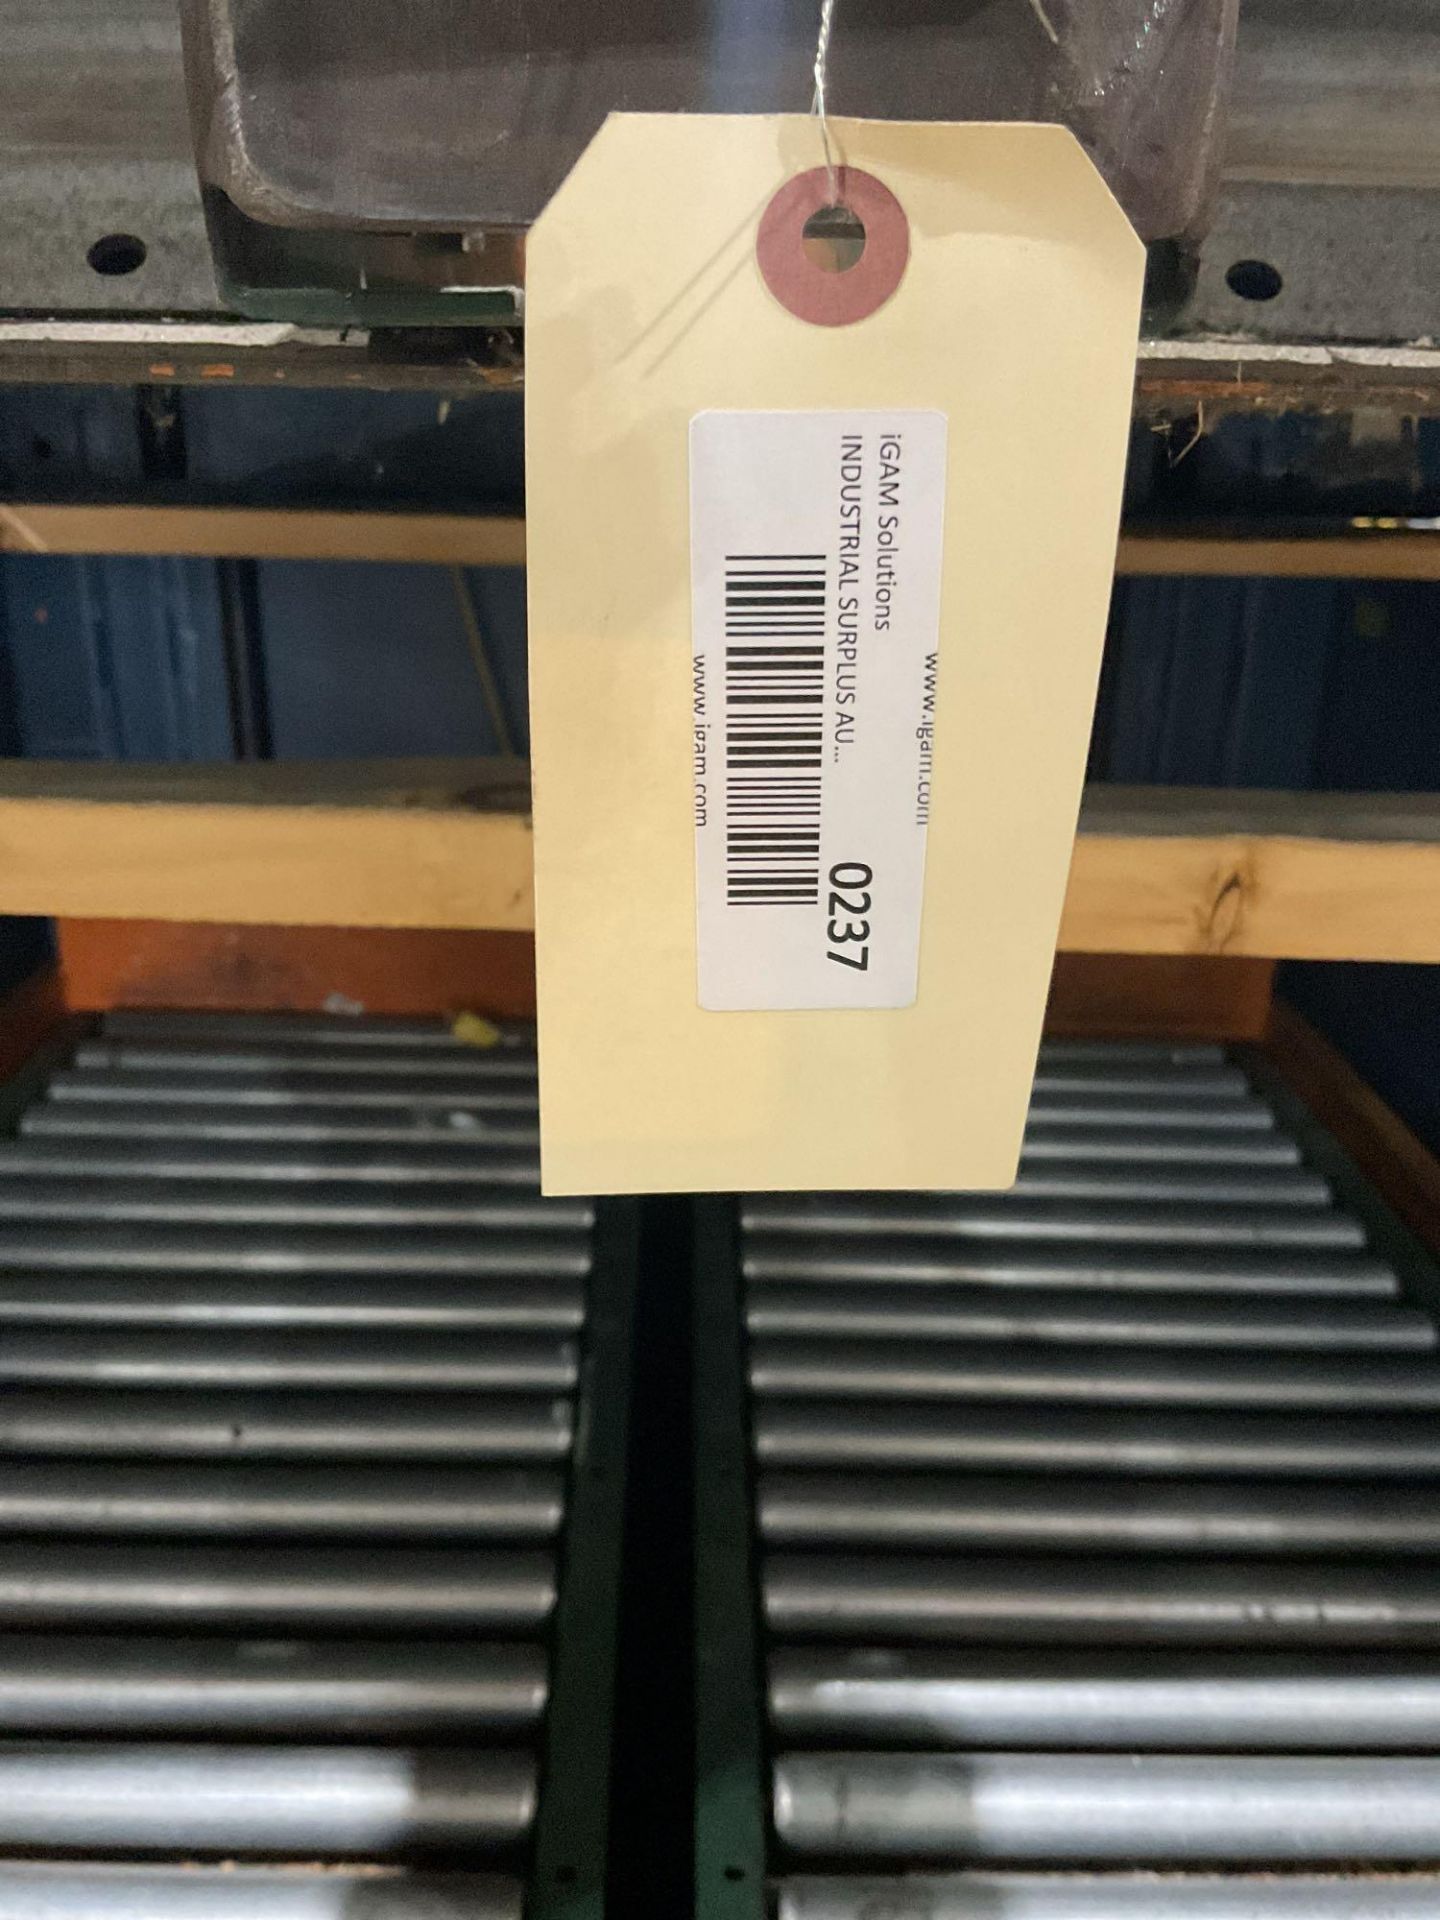 www.igam.com
iGAM Solutions
INDUSTRIAL SURPLUS AU...
0237
www.igam.com